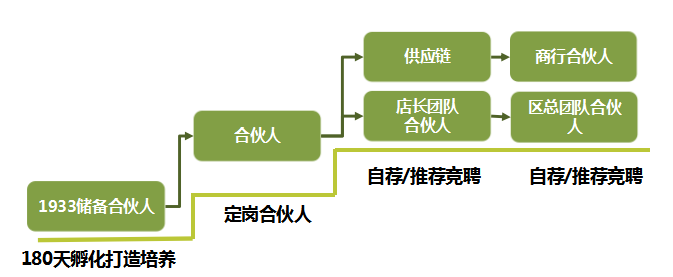 供应链
商行合伙人
店长团队
合伙人
区总团队合伙
人
合伙人
自荐/推荐竞聘
自荐/推荐竞聘
1933储备合伙人
定岗合伙人
180天孵化打造培养